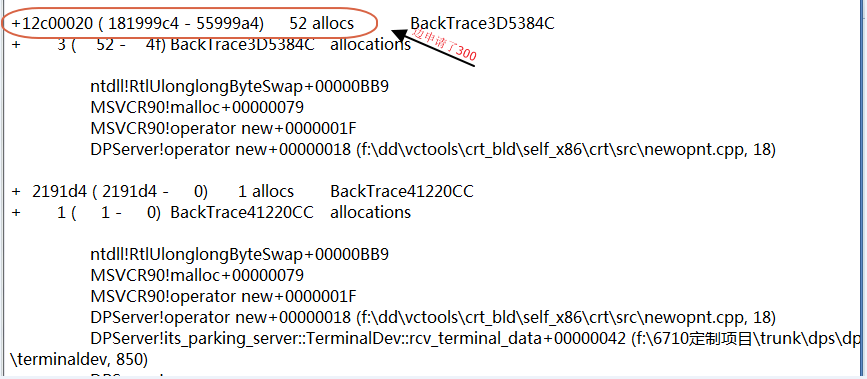 +12c00020 ( 181999c4 - 55999a4) 52 allocs BackTrace3D5384C
+ 3 ( 52 - 4f) BackTrace3D5384C allocations
边申请了300
ntdll!RtlUlonglongByteSwap+00000BB9
MSVCR90!malloc+00000079
MSVCR90!operator new+0000001F
DPServer!operator new+00000018 (f:\dd\vctools\crt_bld\self_x86\crt\src\newopnt.cpp, 18)
+ 2191d4 ( 2191d4 - 0) 1 allocs BackTrace41220CC
+ 1 ( 1 - 0) BackTrace41220CC allocations
ntdll!RtlUlonglongByteSwap+00000BB9
MSVCR90!malloc+00000079
MSVCR90!operator new+0000001F
DPServer!operator new+00000018 (f:\dd\vctools\crt_bld\self_x86\crt\src\newopnt.cpp, 18)
DPServer!its_parking_server::TerminalDev::rcv_terminal_data+00000042 (f:\6710定制项目\trunk\dps\dp
\terminaldev, 850)